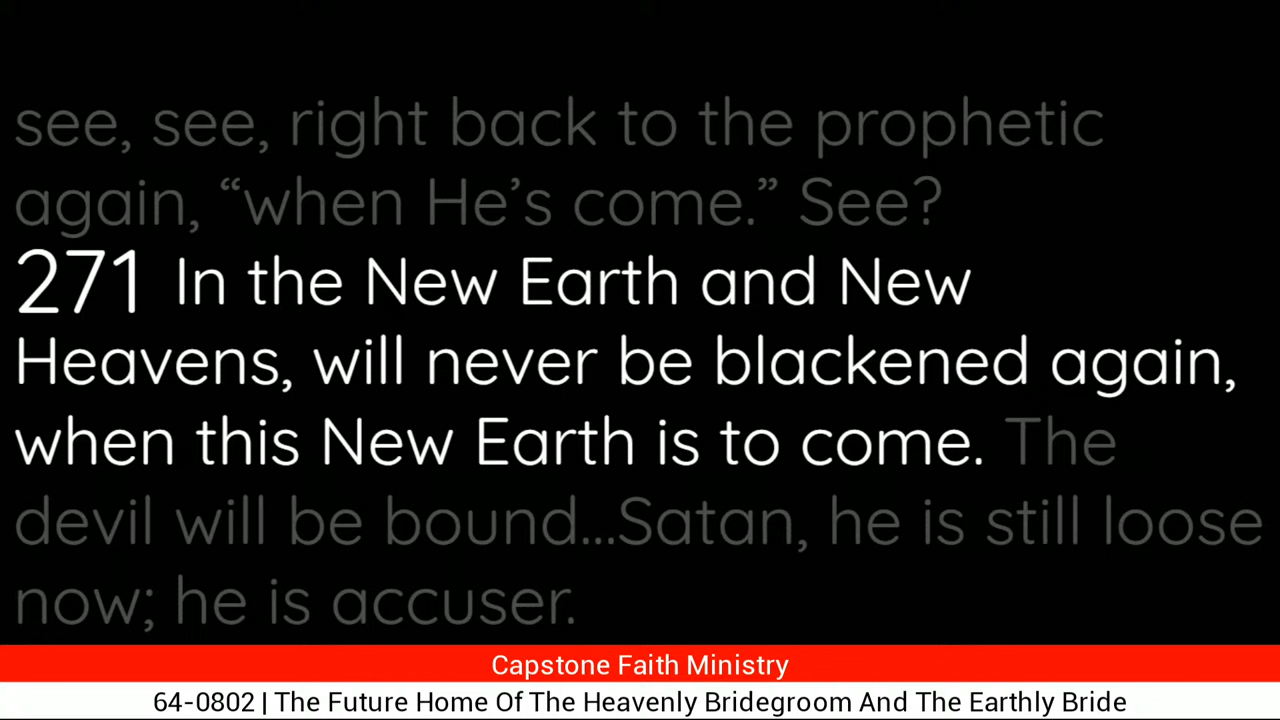 see, see, right back to the prophetic
again, “when He’s come.” See?
271 In the New Earth and New
Heavens, will never be blackened again,
when this New Earth is to come. The
devil will be bound...Satan, he is still loose
now; he is accuser.
Capstone Faith Ministry
64-0802 | The Future Home Of The Heavenly Bridegroom And The Earthly Bride